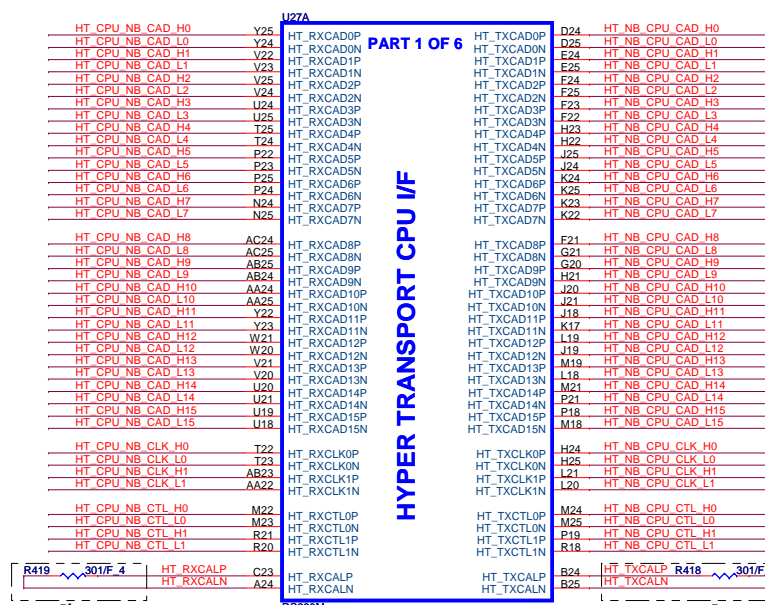 U27A
PART 1 OF 6
HYPER TRANSPORT CPU I/F
HT_CPU_NB_CAD_H0 Y25 HT_RXCAD0P HT_TXCAD0P D24 HT_NB_CPU_CAD_H0
HT_CPU_NB_CAD_L0 Y24 HT_RXCAD0N HT_TXCAD0N D25 HT_NB_CPU_CAD_L0
HT_CPU_NB_CAD_H1 V22 HT_RXCAD1P HT_TXCAD1P E24 HT_NB_CPU_CAD_H1
HT_CPU_NB_CAD_L1 V23 HT_RXCAD1N HT_TXCAD1N E25 HT_NB_CPU_CAD_L1
HT_CPU_NB_CAD_H2 V25 HT_RXCAD2P HT_TXCAD2P F24 HT_NB_CPU_CAD_H2
HT_CPU_NB_CAD_L2 V24 HT_RXCAD2N HT_TXCAD2N F25 HT_NB_CPU_CAD_L2
HT_CPU_NB_CAD_H3 U24 HT_RXCAD3P HT_TXCAD3P F23 HT_NB_CPU_CAD_H3
HT_CPU_NB_CAD_L3 U25 HT_RXCAD3N HT_TXCAD3N F22 HT_NB_CPU_CAD_L3
HT_CPU_NB_CAD_H4 T25 HT_RXCAD4P HT_TXCAD4P H23 HT_NB_CPU_CAD_H4
HT_CPU_NB_CAD_L4 T24 HT_RXCAD4N HT_TXCAD4N H22 HT_NB_CPU_CAD_L4
HT_CPU_NB_CAD_H5 P22 HT_RXCAD5P HT_TXCAD5P J25 HT_NB_CPU_CAD_H5
HT_CPU_NB_CAD_L5 P23 HT_RXCAD5N HT_TXCAD5N J24 HT_NB_CPU_CAD_L5
HT_CPU_NB_CAD_H6 P25 HT_RXCAD6P HT_TXCAD6P K24 HT_NB_CPU_CAD_H6
HT_CPU_NB_CAD_L6 P24 HT_RXCAD6N HT_TXCAD6N K25 HT_NB_CPU_CAD_L6
HT_CPU_NB_CAD_H7 N24 HT_RXCAD7P HT_TXCAD7P K23 HT_NB_CPU_CAD_H7
HT_CPU_NB_CAD_L7 N25 HT_RXCAD7N HT_TXCAD7N K22 HT_NB_CPU_CAD_L7
HT_CPU_NB_CAD_H8 AC24 HT_RXCAD8P HT_TXCAD8P F21 HT_NB_CPU_CAD_H8
HT_CPU_NB_CAD_L8 AC25 HT_RXCAD8N HT_TXCAD8N G21 HT_NB_CPU_CAD_L8
HT_CPU_NB_CAD_H9 AB25 HT_RXCAD9P HT_TXCAD9P G20 HT_NB_CPU_CAD_H9
HT_CPU_NB_CAD_L9 AB24 HT_RXCAD9N HT_TXCAD9N H21 HT_NB_CPU_CAD_L9
HT_CPU_NB_CAD_H10 AA24 HT_RXCAD10P HT_TXCAD10P J20 HT_NB_CPU_CAD_H10
HT_CPU_NB_CAD_L10 AA25 HT_RXCAD10N HT_TXCAD10N J21 HT_NB_CPU_CAD_L10
HT_CPU_NB_CAD_H11 Y22 HT_RXCAD11P HT_TXCAD11P J18 HT_NB_CPU_CAD_H11
HT_CPU_NB_CAD_L11 Y23 HT_RXCAD11N HT_TXCAD11N K17 HT_NB_CPU_CAD_L11
HT_CPU_NB_CAD_H12 W21 HT_RXCAD12P HT_TXCAD12P L19 HT_NB_CPU_CAD_H12
HT_CPU_NB_CAD_L12 W20 HT_RXCAD12N HT_TXCAD12N J19 HT_NB_CPU_CAD_L12
HT_CPU_NB_CAD_H13 V21 HT_RXCAD13P HT_TXCAD13P M19 HT_NB_CPU_CAD_H13
HT_CPU_NB_CAD_L13 V20 HT_RXCAD13N HT_TXCAD13N L18 HT_NB_CPU_CAD_L13
HT_CPU_NB_CAD_H14 U20 HT_RXCAD14P HT_TXCAD14P M21 HT_NB_CPU_CAD_H14
HT_CPU_NB_CAD_L14 U21 HT_RXCAD14N HT_TXCAD14N P21 HT_NB_CPU_CAD_L14
HT_CPU_NB_CAD_H15 U19 HT_RXCAD15P HT_TXCAD15P P18 HT_NB_CPU_CAD_H15
HT_CPU_NB_CAD_L15 U18 HT_RXCAD15N HT_TXCAD15N M18 HT_NB_CPU_CAD_L15
HT_CPU_NB_CLK_H0 T22 HT_RXCLK0P HT_TXCLK0P H24 HT_NB_CPU_CLK_H0
HT_CPU_NB_CLK_L0 T23 HT_RXCLK0N HT_TXCLK0N H25 HT_NB_CPU_CLK_L0
HT_CPU_NB_CLK_H1 AB23 HT_RXCLK1P HT_TXCLK1P L21 HT_NB_CPU_CLK_H1
HT_CPU_NB_CLK_L1 AA22 HT_RXCLK1N HT_TXCLK1N L20 HT_NB_CPU_CLK_L1
HT_CPU_NB_CTL_H0 M22 HT_RXCTL0P HT_TXCTL0P M24 HT_NB_CPU_CTL_H0
HT_CPU_NB_CTL_L0 M23 HT_RXCTL0N HT_TXCTL0N M25 HT_NB_CPU_CTL_L0
HT_CPU_NB_CTL_H1 R21 HT_RXCTL1P HT_TXCTL1P P19 HT_NB_CPU_CTL_H1
HT_CPU_NB_CTL_L1 R20 HT_RXCTL1N HT_TXCTL1N R18 HT_NB_CPU_CTL_L1
R419 301/F_4 HT_RXCALP C23 HT_RXCALP HT_TXCALP B24 HT_TXCALP R418 301/F
HT_RXCALN A24 HT_RXCALN HT_TXCALN B25 HT_TXCALN